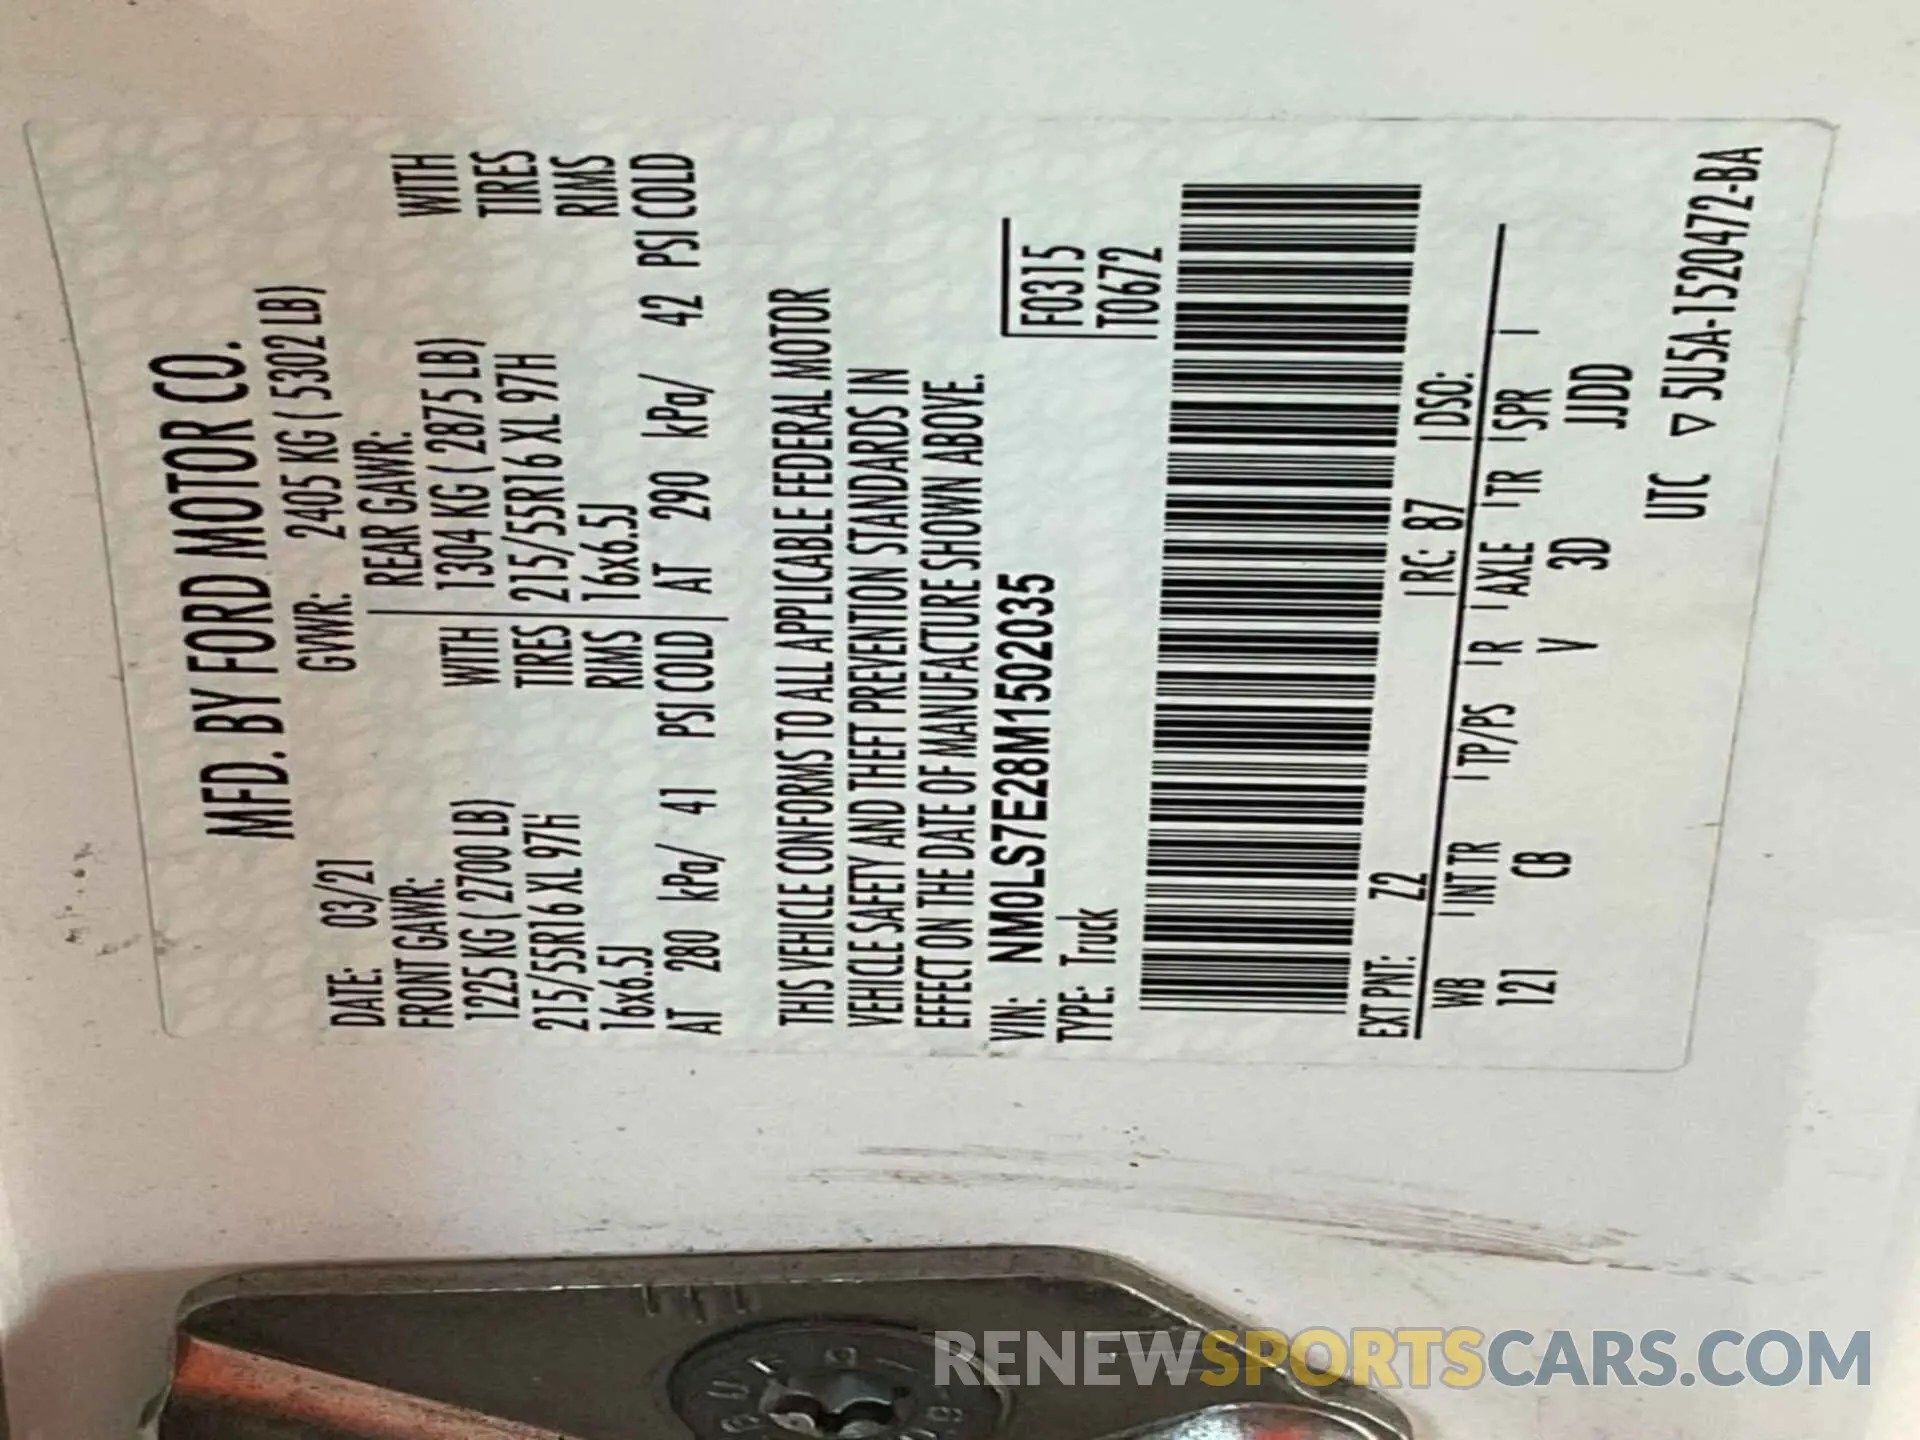 MFD. BY FORD MOTOR CO.
DATE: 03/21 GVWR: 2405 KG ( 5302 LB)
FRONT GAWR: REAR GAWR:
1225 KG ( 2700 LB) WITH 1304 KG ( 2875 LB) WITH
215/55R16 XL 97H TIRES 215/55R16 XL 97H TIRES
16x6.5J RIMS 16x6.5J RIMS
AT 280 kPa/ 41 PSI COLD AT 290 kPa/ 42 PSI COLD
THIS VEHICLE CONFORMS TO ALL APPLICABLE FEDERAL MOTOR
VEHICLE SAFETY AND THEFT PREVENTION STANDARDS IN
EFFECT ON THE DATE OF MANUFACTURE SHOWN ABOVE.
VIN: NM0LS7E28M1502035 F0315
TYPE: Truck T0672
EXT PNT: Z2 RC: 87 DSO:
WB INT TR TP/PS R AXLE TR SPR
121 CB V 3D JJDD
UTC ▽ 5U5A-1520472-BA
RENEWSPORTSCARS.COM